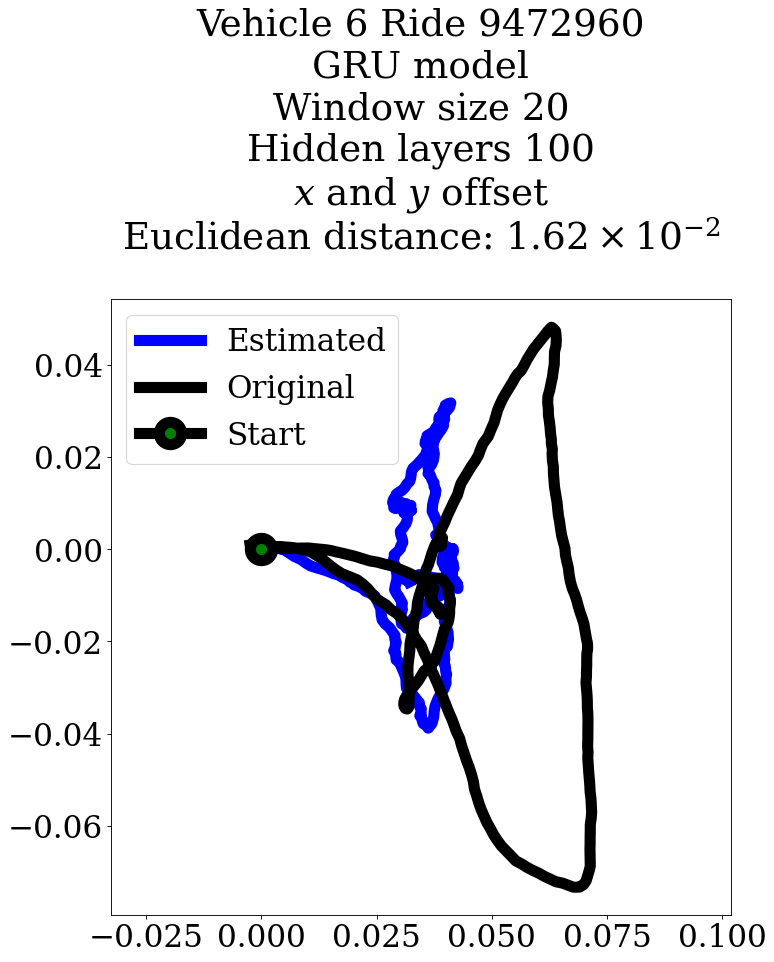 Vehicle 6 Ride 9472960
GRU model
Window size 20
Hidden layers 100
x and y offset
Euclidean distance: 1.62 × 10⁻²
Estimated
Original
Start
0.04
0.02
0.00
−0.02
−0.04
−0.06
−0.025 0.000 0.025 0.050 0.075 0.100